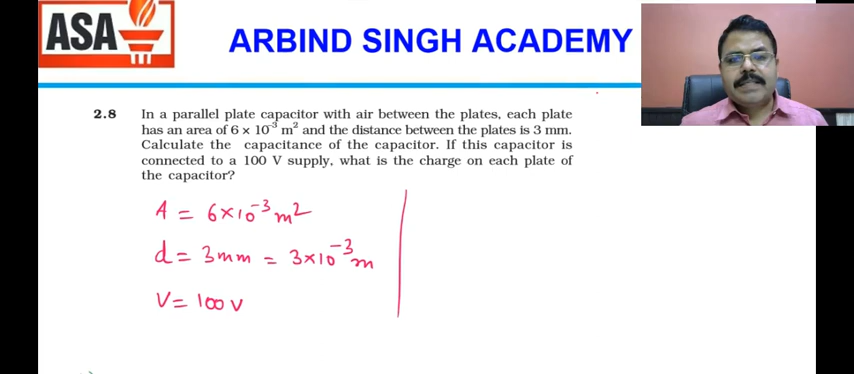 ASA
ARBIND SINGH ACADEMY
2.8 In a parallel plate capacitor with air between the plates, each plate
has an area of 6 × 10⁻³ m² and the distance between the plates is 3 mm.
Calculate the capacitance of the capacitor. If this capacitor is
connected to a 100 V supply, what is the charge on each plate of
the capacitor?
A = 6×10⁻³ m²
d = 3mm = 3×10⁻³ m
V = 100 V